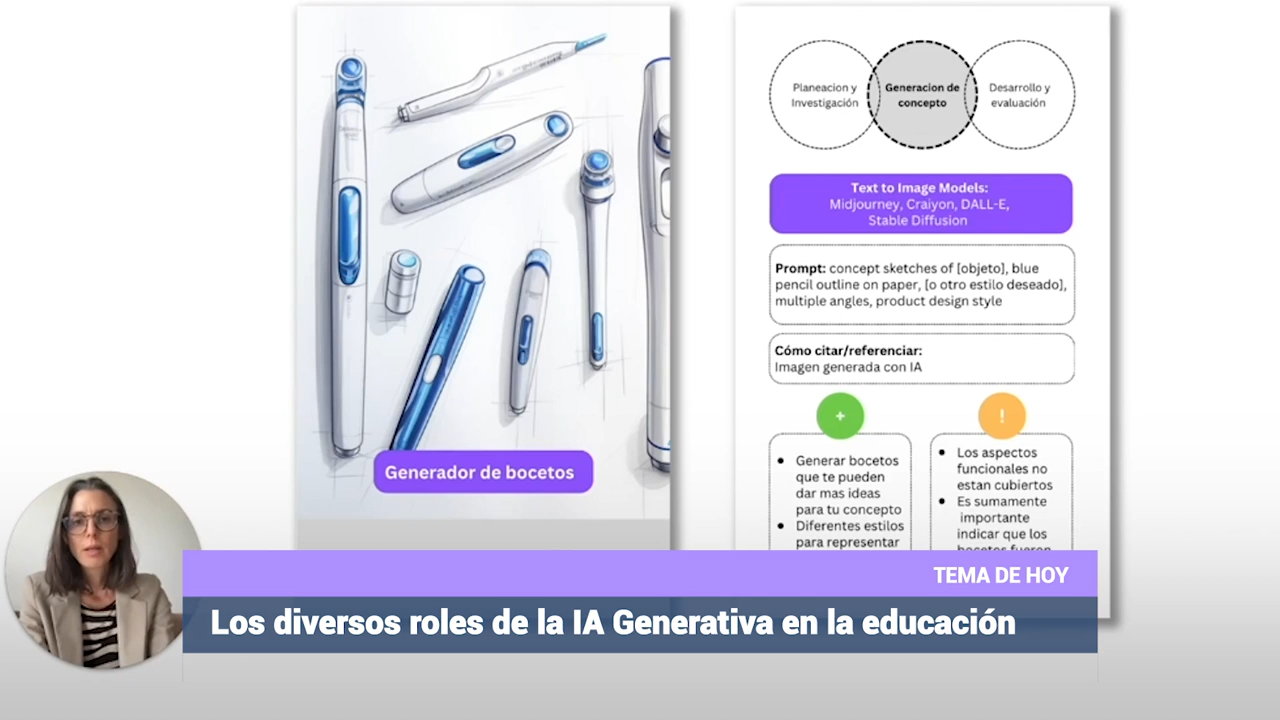 Generador de bocetos
Planeacion y
Investigación
Generacion de
concepto
Desarrollo y
evaluación
Text to Image Models:
Midjourney, Craiyon, DALL-E,
Stable Diffusion
Prompt: concept sketches of [objeto], blue
pencil outline on paper, [o otro estilo deseado],
multiple angles, product design style
Cómo citar/referenciar:
Imagen generada con IA
+
!
Generar bocetos
que te pueden
dar mas ideas
para tu concepto
Diferentes estilos
para representar
Los aspectos
funcionales no
estan cubiertos
Es sumamente
importante
indicar que los
bocetos fueron
TEMA DE HOY
Los diversos roles de la IA Generativa en la educación